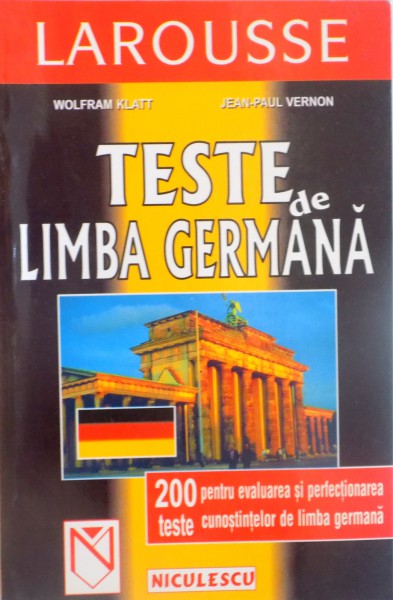 LAROUSSE
WOLFRAM KLATT JEAN-PAUL VERNON
TESTE
de
LIMBA GERMANĂ
200 pentru evaluarea și perfecționarea
teste cunoștințelor de limba germană
NICULESCU